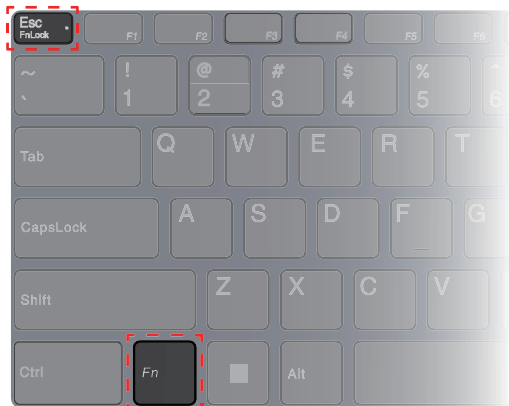 Esc
FnLock
F1 F2 F3 F4 F5 F6
~ ! @ # $ % ^
` 1 2 3 4 5 6
Tab Q W E R T
CapsLock A S D F G
Shift Z X C V
Ctrl Fn Alt